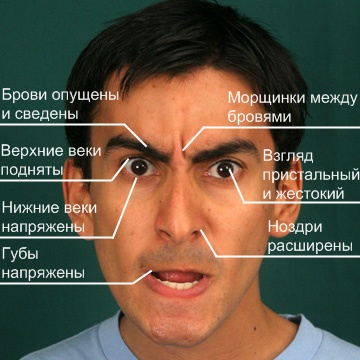 Брови опущены
и сведены
Верхние веки
подняты
Нижние веки
напряжены
Губы
напряжены
Морщинки между
бровями
Взгляд
пристальный
и жестокий
Ноздри
расширены